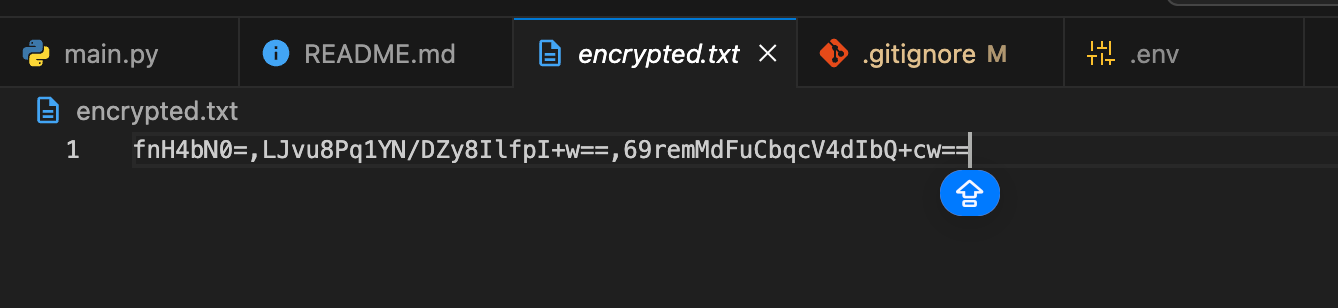 main.py README.md encrypted.txt .gitignore M .env
encrypted.txt
1 fnH4bN0=,LJvu8Pq1YN/DZy8IlfpI+w==,69remMdFuCbqcV4dIbQ+cw==